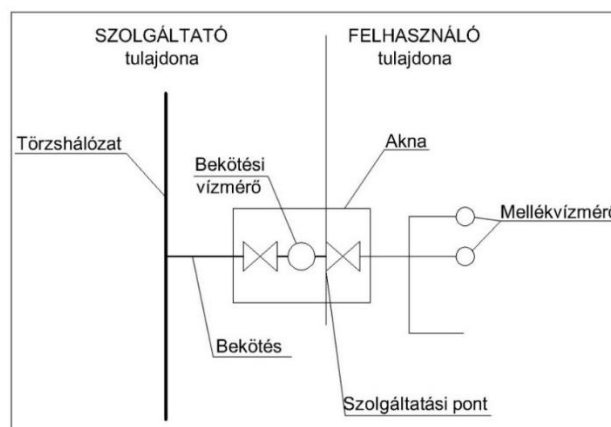 SZOLGÁLTATÓ
tulajdona
FELHASZNÁLÓ
tulajdona
Törzshálózat
Bekötési
vízmérő
Akna
Mellékvízmérő
Bekötés
Szolgáltatási pont